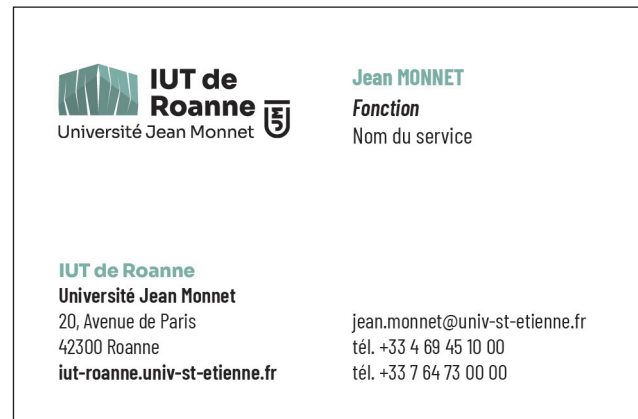 IUT de
Roanne
Université Jean Monnet
UJM
Jean MONNET
Fonction
Nom du service
IUT de Roanne
Université Jean Monnet
20, Avenue de Paris
42300 Roanne
iut-roanne.univ-st-etienne.fr
jean.monnet@univ-st-etienne.fr
tél. +33 4 69 45 10 00
tél. +33 7 64 73 00 00